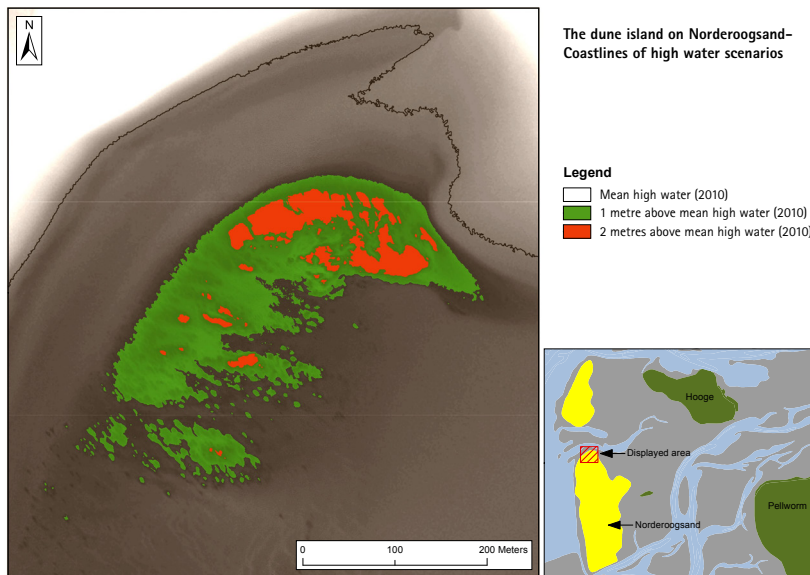 N
The dune island on Norderoogsand–
Coastlines of high water scenarios
Legend
Mean high water (2010)
1 metre above mean high water (2010)
2 metres above mean high water (2010)
0 100 200 Meters
Hooge
Displayed area
Pellworm
Norderoogsand